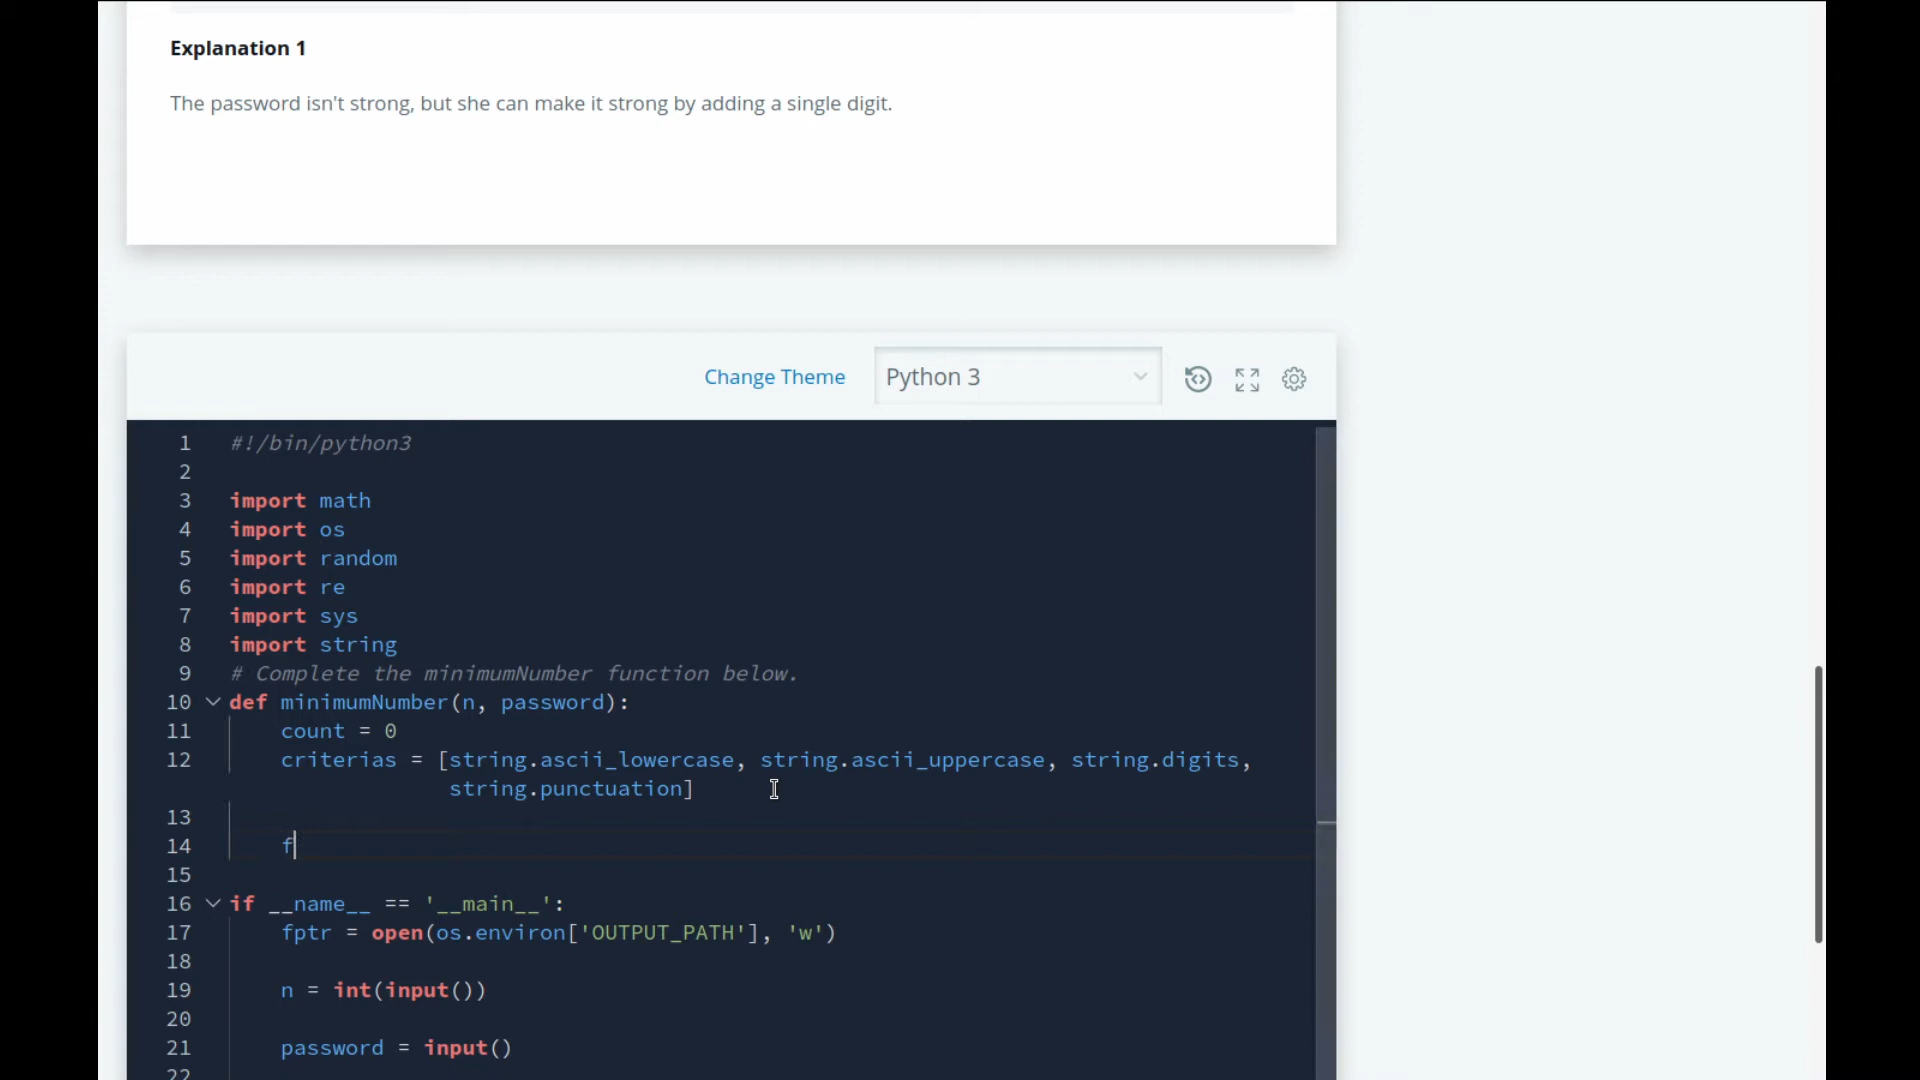 Explanation 1
The password isn't strong, but she can make it strong by adding a single digit.
Change Theme Python 3
1 #!/bin/python3
2
3 import math
4 import os
5 import random
6 import re
7 import sys
8 import string
9 # Complete the minimumNumber function below.
10 def minimumNumber(n, password):
11 count = 0
12 criterias = [string.ascii_lowercase, string.ascii_uppercase, string.digits,
string.punctuation]
13
14 f
15
16 if __name__ == '__main__':
17 fptr = open(os.environ['OUTPUT_PATH'], 'w')
18
19 n = int(input())
20
21 password = input()
22